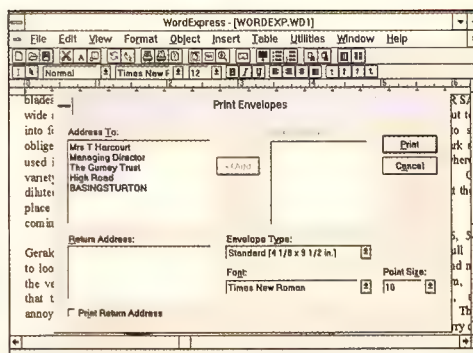 WordExpress - [WORDEXP.WD1]
File Edit View Format Object Insert Table Utilities Window Help
Normal Times New F 12 B I U
Print Envelopes
Address To:
Mrs T Harcourt
Managing Director
The Gurney Trust
High Road
BASINGSTURTON
Print
Cancel
Return Address:
Envelope Type:
Standard [4 1/8 x 9 1/2 in.]
Font:
Times New Roman
Point Size:
10
Print Return Address
blades
wide
into f
oblige
used i
variety
dilute
place
comin
Gerak
to loo
the ve
that t
annoy